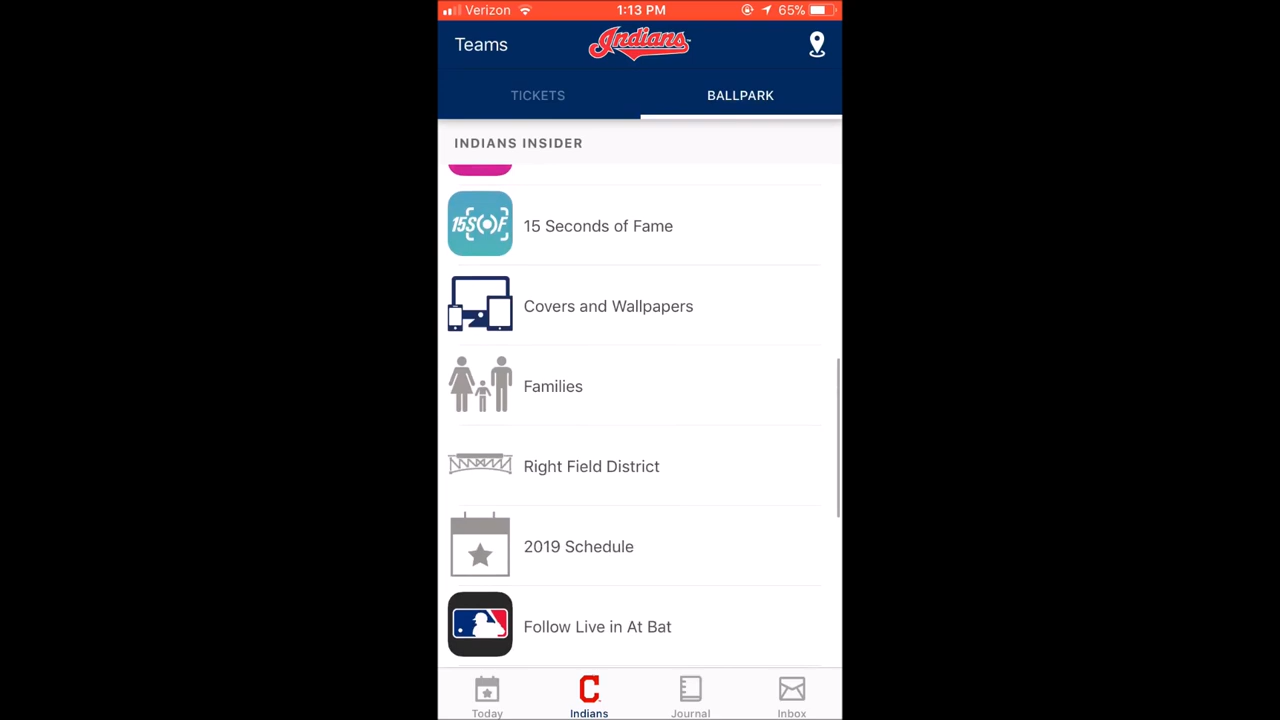 Verizon 1:13 PM 65%
Teams Indians
TICKETS BALLPARK
INDIANS INSIDER
15S(•)F 15 Seconds of Fame
Covers and Wallpapers
Families
Right Field District
2019 Schedule
Follow Live in At Bat
C
Today Indians Journal Inbox